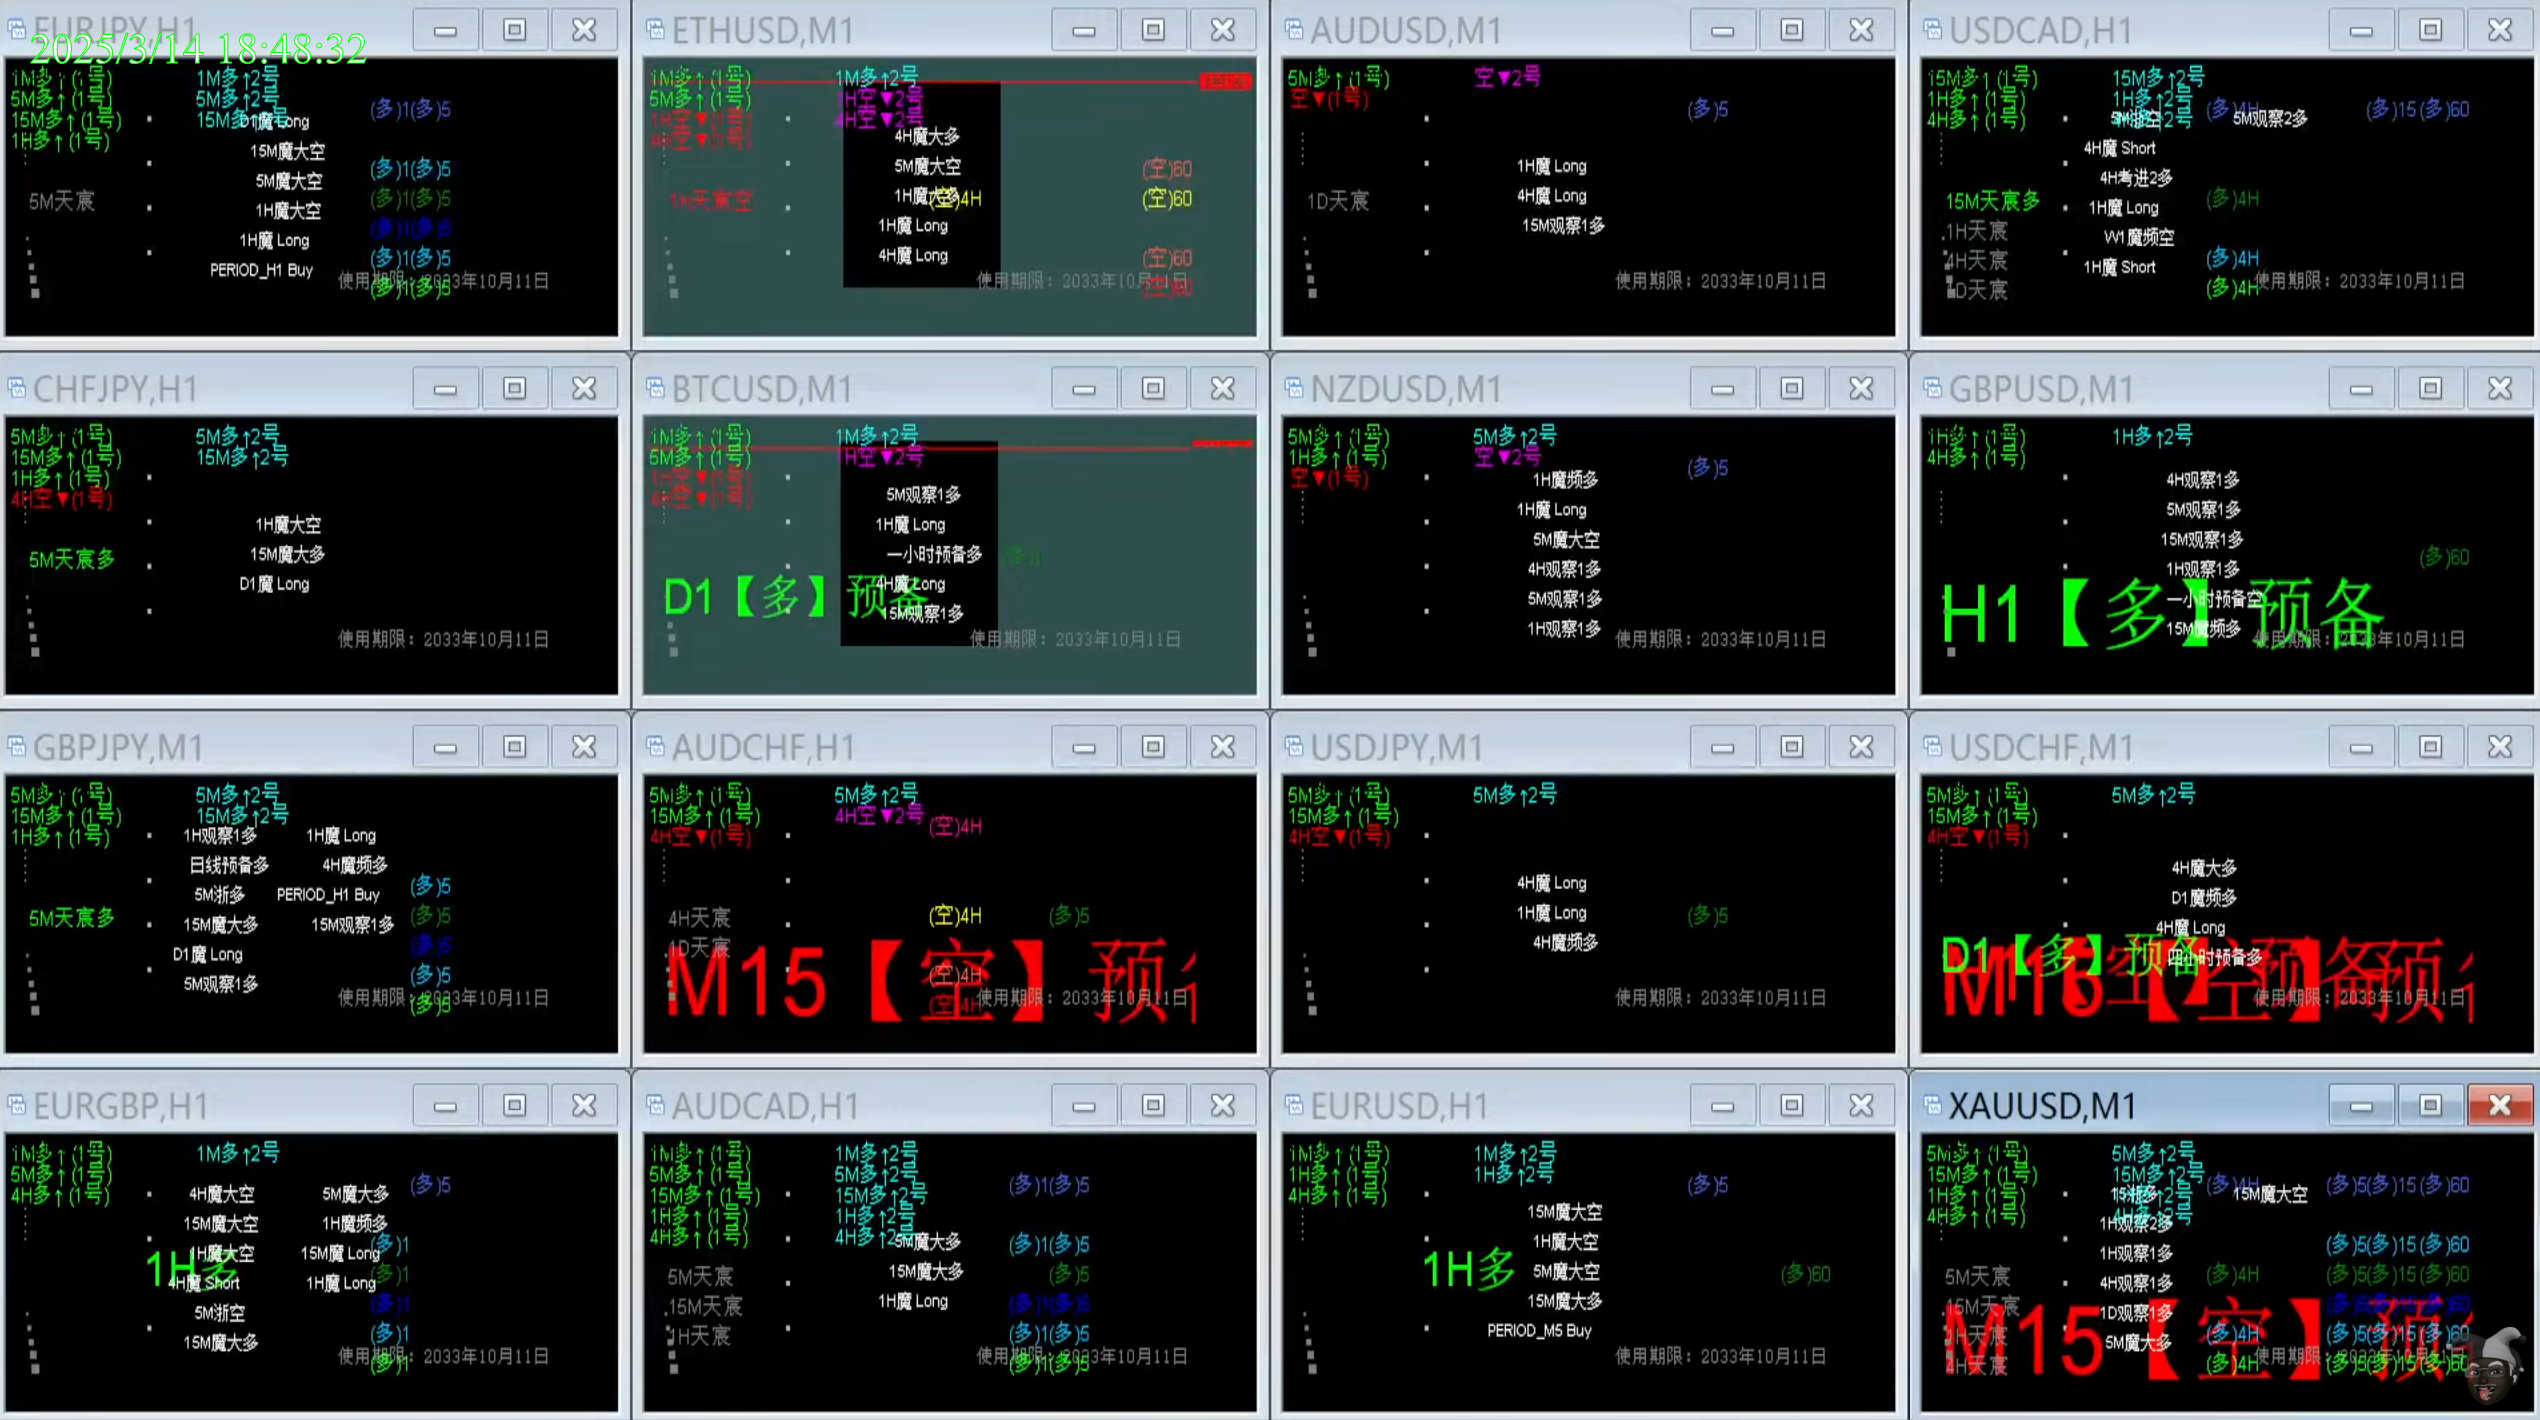 2025/3/14 18:48:32
EURJPY,H1
1M多↑(1号)
1M多↑2号
5M多↑(1号)
5M多↑2号
15M多↑(1号)
15M多↑2号
1H多↑(1号)
D1魔 Long
15M魔大空
5M魔大空
1H魔大空
1H魔 Long
PERIOD_H1 Buy
5M天宸
(多)1(多)5
(多)1(多)5
(多)1(多)5
(多)1(多)5
(多)1(多)5
(多)1(多)5
使用期限: 2033年10月11日
ETHUSD,M1
1M多↑(1号)
1M多↑2号
5M多↑(1号)
1H空▼2号
1H空▼(1号)
4H空▼2号
4H空▼(1号)
4H魔大多
5M魔大空
1H魔大多
1H魔 Long
4H魔 Long
1H天宸空
(空)4H
(空)60
(空)60
(空)60
(空)60
使用期限: 2033年10月11日
AUDUSD,M1
5M多↑(1号)
空▼2号
空▼(1号)
(多)5
1H魔 Long
4H魔 Long
15M观察1多
1D天宸
使用期限: 2033年10月11日
USDCAD,H1
15M多↑(1号)
15M多↑2号
1H多↑(1号)
1H多↑2号
4H多↑(1号)
(多)4H
(多)15(多)60
5M观察2多
4H魔 Short
4H考进2多
1H魔 Long
W1魔频空
1H魔 Short
15M天宸多
1H天宸
4H天宸
1D天宸
(多)4H
(多)4H
(多)4H
使用期限: 2033年10月11日
CHFJPY,H1
5M多↑(1号)
5M多↑2号
15M多↑(1号)
15M多↑2号
1H多↑(1号)
4H空▼(1号)
1H魔大空
15M魔大多
D1魔 Long
5M天宸多
使用期限: 2033年10月11日
BTCUSD,M1
1M多↑(1号)
1M多↑2号
5M多↑(1号)
1H空▼2号
1H空▼(1号)
4H空▼(1号)
5M观察1多
1H魔 Long
一小时预备多
4H魔 Long
15M观察1多
D1【多】预备
使用期限: 2033年10月11日
NZDUSD,M1
5M多↑(1号)
5M多↑2号
1H多↑(1号)
空▼2号
空▼(1号)
(多)5
1H魔频多
1H魔 Long
5M魔大空
4H观察1多
5M观察1多
1H观察1多
使用期限: 2033年10月11日
GBPUSD,M1
1H多↑(1号)
1H多↑2号
4H多↑(1号)
4H观察1多
5M观察1多
15M观察1多
1H观察1多
一小时预备空
15M魔频多
(多)60
H1【多】预备
使用期限: 2033年10月11日
GBPJPY,M1
5M多↑(1号)
5M多↑2号
15M多↑(1号)
15M多↑2号
1H多↑(1号)
1H观察1多
1H魔 Long
日线预备多
4H魔频多
5M浙多
PERIOD_H1 Buy
15M魔大多
15M观察1多
D1魔 Long
5M观察1多
5M天宸多
(多)5
(多)5
(多)5
(多)5
(多)5
使用期限: 2033年10月11日
AUDCHF,H1
5M多↑(1号)
5M多↑2号
15M多↑(1号)
4H空▼2号
4H空▼(1号)
(空)4H
4H天宸
1D天宸
(空)4H
(多)5
(空)4H
(空)4H
M15【空】预
使用期限: 2033年10月11日
USDJPY,M1
5M多↑(1号)
5M多↑2号
15M多↑(1号)
4H空▼(1号)
4H魔 Long
1H魔 Long
4H魔频多
(多)5
使用期限: 2033年10月11日
USDCHF,M1
5M多↑(1号)
5M多↑2号
15M多↑(1号)
4H空▼(1号)
4H魔大多
D1魔频多
4H魔 Long
四小时预备多
D1【多】预备
使用期限: 2033年10月11日
EURGBP,H1
1M多↑(1号)
1M多↑2号
5M多↑(1号)
4H多↑(1号)
4H魔大空
5M魔大多
15M魔大空
1H魔频多
1H魔大空
15M魔 Long
4H魔 Short
1H魔 Long
5M浙空
15M魔大多
1H多
(多)5
(多)1
(多)1
(多)1
(多)1
(多)1
使用期限: 2033年10月11日
AUDCAD,H1
1M多↑(1号)
1M多↑2号
5M多↑(1号)
5M多↑2号
15M多↑(1号)
15M多↑2号
1H多↑(1号)
1H多↑2号
4H多↑(1号)
4H多↑2号
5M魔大多
15M魔大多
1H魔 Long
5M天宸
15M天宸
1H天宸
(多)1(多)5
(多)1(多)5
(多)5
(多)1(多)5
(多)1(多)5
(多)1(多)5
使用期限: 2033年10月11日
EURUSD,H1
1M多↑(1号)
1M多↑2号
1H多↑(1号)
1H多↑2号
4H多↑(1号)
(多)5
15M魔大空
1H魔大空
5M魔大空
15M魔大多
PERIOD_M5 Buy
1H多
(多)60
使用期限: 2033年10月11日
XAUUSD,M1
5M多↑(1号)
5M多↑2号
15M多↑(1号)
15M多↑2号
1H多↑(1号)
4H多↑(1号)
4H多↑2号
(多)4H
(多)5(多)15(多)60
15M魔大空
1H观察2多
1H观察1多
4H观察1多
1D观察1多
5M魔大多
5M天宸
15M天宸
1H天宸
4H天宸
(多)5(多)15(多)60
(多)4H
(多)5(多)15(多)60
(多)5(多)15(多)60
(多)4H
(多)5(多)15(多)60
(多)4H
(多)5(多)15(多)60
M15【空】预
使用期限: 2033年10月11日